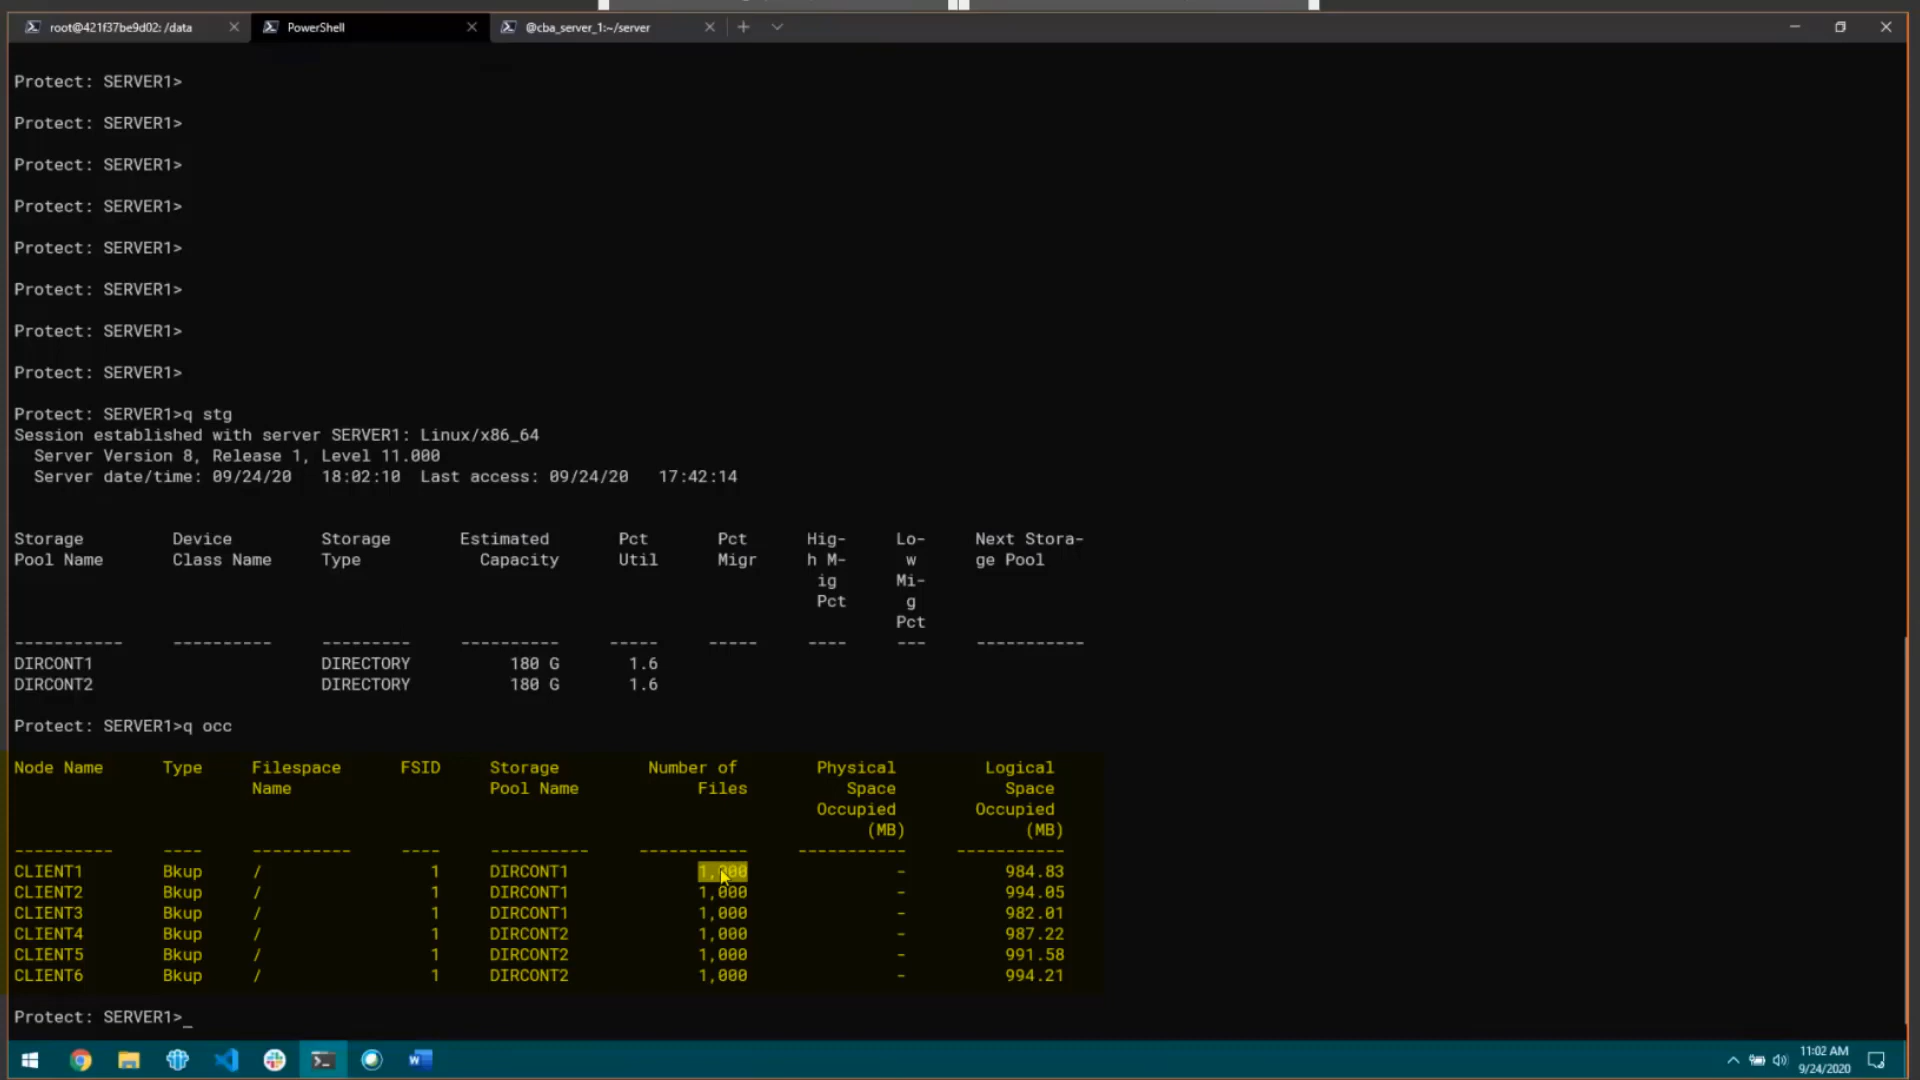 root@421f37be9d02: /data PowerShell @cba_server_1:~/server
Protect: SERVER1>
Protect: SERVER1>
Protect: SERVER1>
Protect: SERVER1>
Protect: SERVER1>
Protect: SERVER1>
Protect: SERVER1>
Protect: SERVER1>
Protect: SERVER1>q stg
Session established with server SERVER1: Linux/x86_64
Server Version 8, Release 1, Level 11.000
Server date/time: 09/24/20 18:02:10 Last access: 09/24/20 17:42:14
Storage Device Storage Estimated Pct Pct Hig- Lo- Next Stora-
Pool Name Class Name Type Capacity Util Migr h M- w ge Pool
ig Mi-
Pct g
Pct
----------- ---------- --------- ---------- ----- ----- ---- --- -----------
DIRCONT1 DIRECTORY 180 G 1.6
DIRCONT2 DIRECTORY 180 G 1.6
Protect: SERVER1>q occ
Node Name Type Filespace FSID Storage Number of Physical Logical
Name Pool Name Files Space Space
Occupied Occupied
(MB) (MB)
---------- ---- ---------- ---- ---------- ----------- ----------- -----------
CLIENT1 Bkup / 1 DIRCONT1 1,000 - 984.83
CLIENT2 Bkup / 1 DIRCONT1 1,000 - 994.05
CLIENT3 Bkup / 1 DIRCONT1 1,000 - 982.01
CLIENT4 Bkup / 1 DIRCONT2 1,000 - 987.22
CLIENT5 Bkup / 1 DIRCONT2 1,000 - 991.58
CLIENT6 Bkup / 1 DIRCONT2 1,000 - 994.21
Protect: SERVER1>_
11:02 AM
9/24/2020